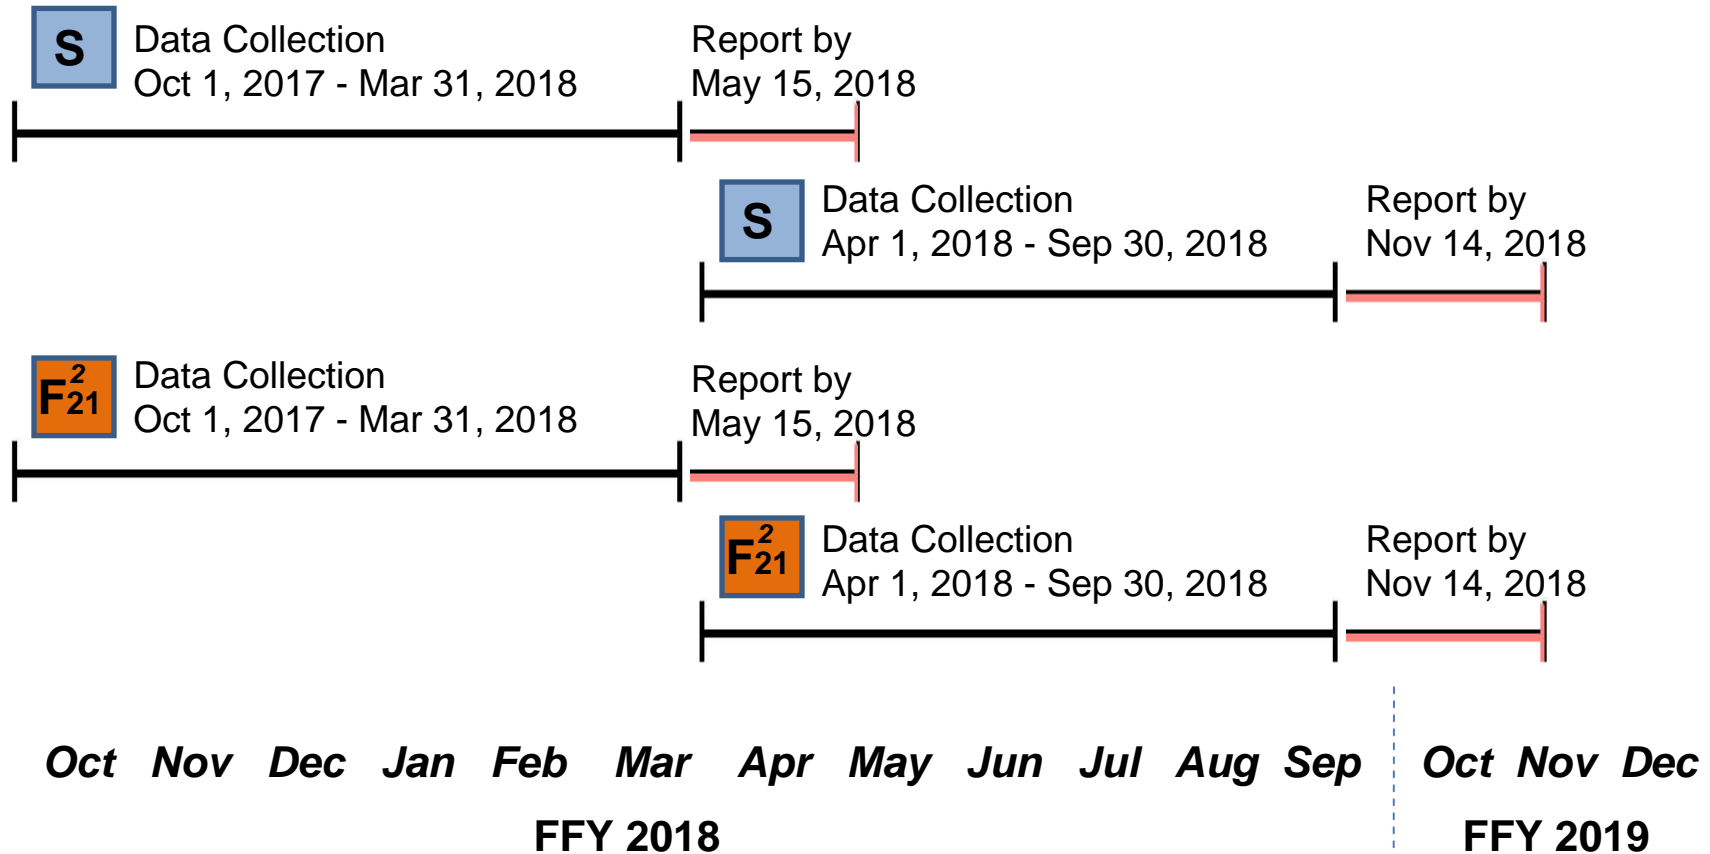 S
Data Collection
Oct 1, 2017 - Mar 31, 2018
Report by
May 15, 2018
S
Data Collection
Apr 1, 2018 - Sep 30, 2018
Report by
Nov 14, 2018
F 2 21
Data Collection
Oct 1, 2017 - Mar 31, 2018
Report by
May 15, 2018
F 2 21
Data Collection
Apr 1, 2018 - Sep 30, 2018
Report by
Nov 14, 2018
Oct Nov Dec Jan Feb Mar Apr May Jun Jul Aug Sep Oct Nov Dec
FFY 2018 FFY 2019